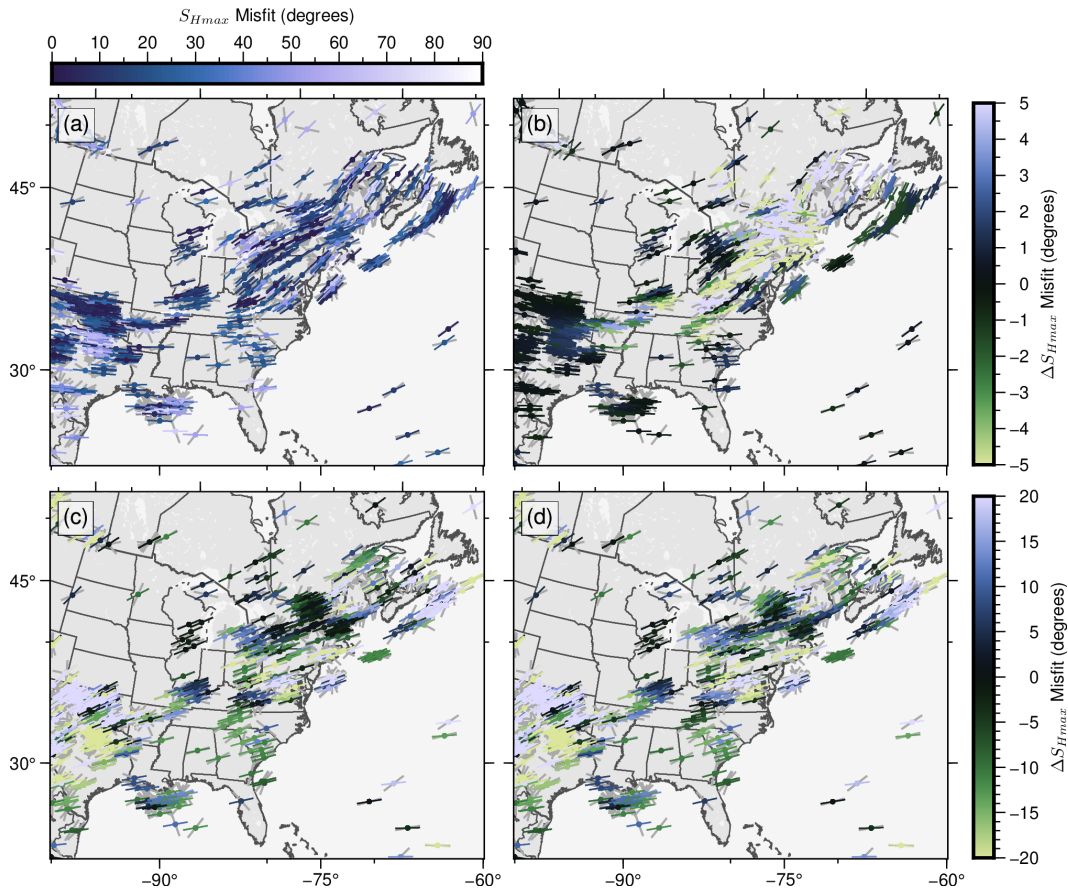 S_Hmax Misfit (degrees)
0 10 20 30 40 50 60 70 80 90
(a)
(b)
45°
30°
5
4
3
2
1
0
−1
−2
−3
−4
−5
ΔS_Hmax Misfit (degrees)
(c)
(d)
45°
30°
20
15
10
5
0
−5
−10
−15
−20
ΔS_Hmax Misfit (degrees)
−90° −75° −60° −90° −75° −60°